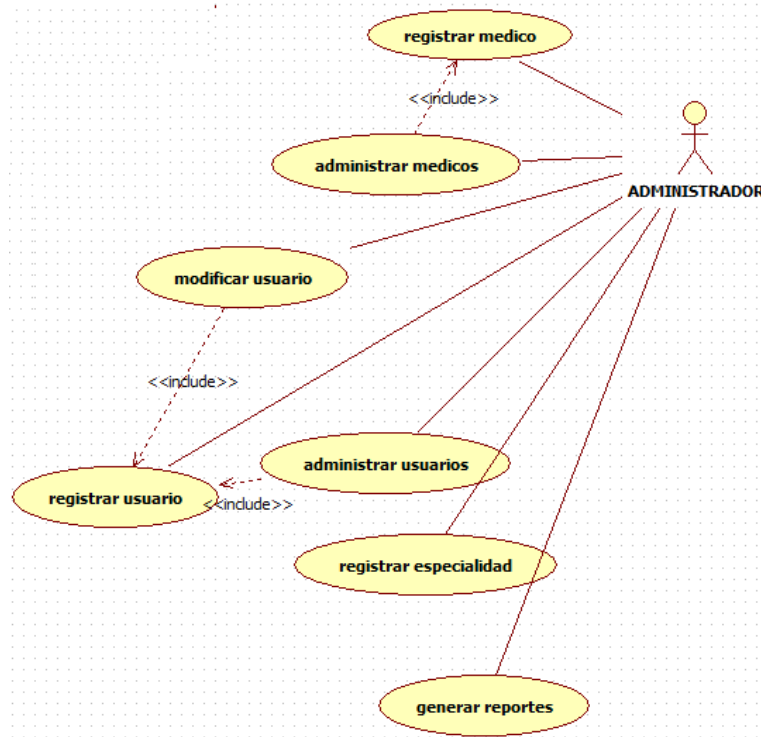 registrar medico
<<include>>
administrar medicos
ADMINISTRADOR
modificar usuario
<<include>>
administrar usuarios
registrar usuario
<<include>>
registrar especialidad
generar reportes